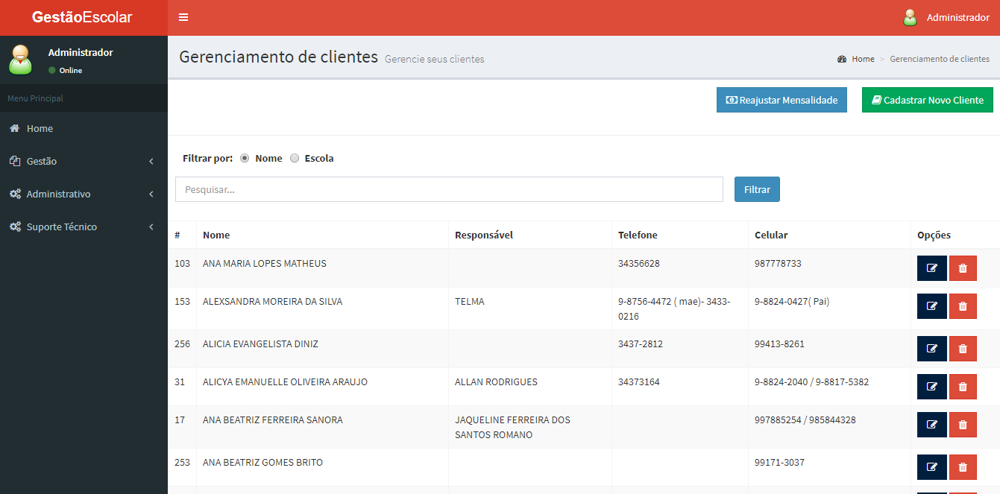 GestãoEscolar
Administrador
Administrador
Online
Menu Principal
Home
Gestão
Administrativo
Suporte Técnico
Gerenciamento de clientes Gerencie seus clientes
Home > Gerenciamento de clientes
Reajustar Mensalidade
Cadastrar Novo Cliente
Filtrar por: Nome Escola
Pesquisar...
Filtrar
# Nome Responsável Telefone Celular Opções
103 ANA MARIA LOPES MATHEUS 34356628 987778733
153 ALEXSANDRA MOREIRA DA SILVA TELMA 9-8756-4472 ( mae)- 3433- 9-8824-0427( Pai)
0216
256 ALICIA EVANGELISTA DINIZ 3437-2812 99413-8261
31 ALICYA EMANUELLE OLIVEIRA ARAUJO ALLAN RODRIGUES 34373164 9-8824-2040 / 9-8817-5382
17 ANA BEATRIZ FERREIRA SANORA JAQUELINE FERREIRA DOS 997885254 / 985844328
SANTOS ROMANO
253 ANA BEATRIZ GOMES BRITO 99171-3037